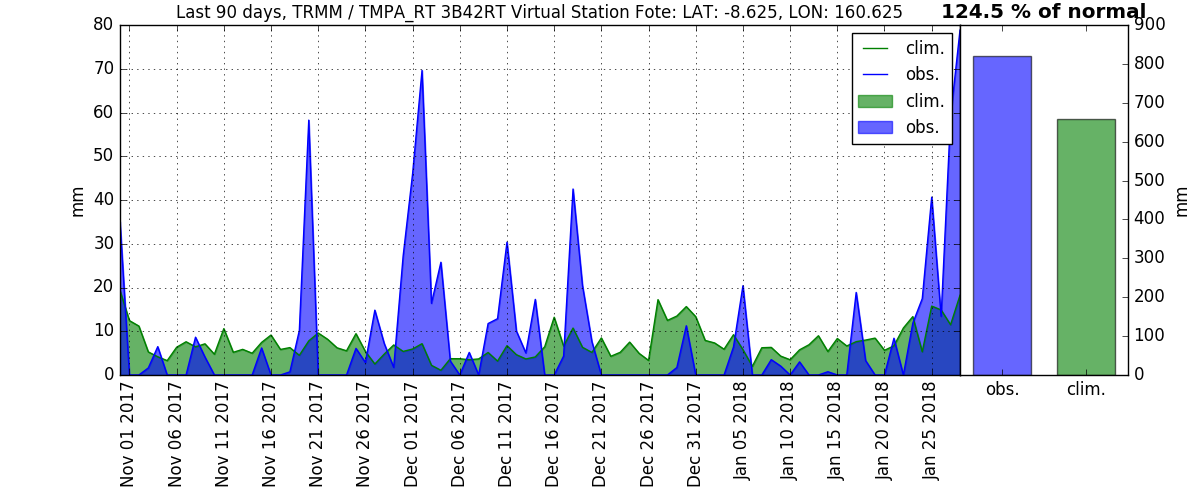 Last 90 days, TRMM / TMPA_RT 3B42RT Virtual Station Fote: LAT: -8.625, LON: 160.625
124.5 % of normal
80
70
60
50
40
30
20
10
0
mm
clim.
obs.
clim.
obs.
900
800
700
600
500
400
300
200
100
0
mm
Nov 01 2017
Nov 06 2017
Nov 11 2017
Nov 16 2017
Nov 21 2017
Nov 26 2017
Dec 01 2017
Dec 06 2017
Dec 11 2017
Dec 16 2017
Dec 21 2017
Dec 26 2017
Dec 31 2017
Jan 05 2018
Jan 10 2018
Jan 15 2018
Jan 20 2018
Jan 25 2018
obs.
clim.